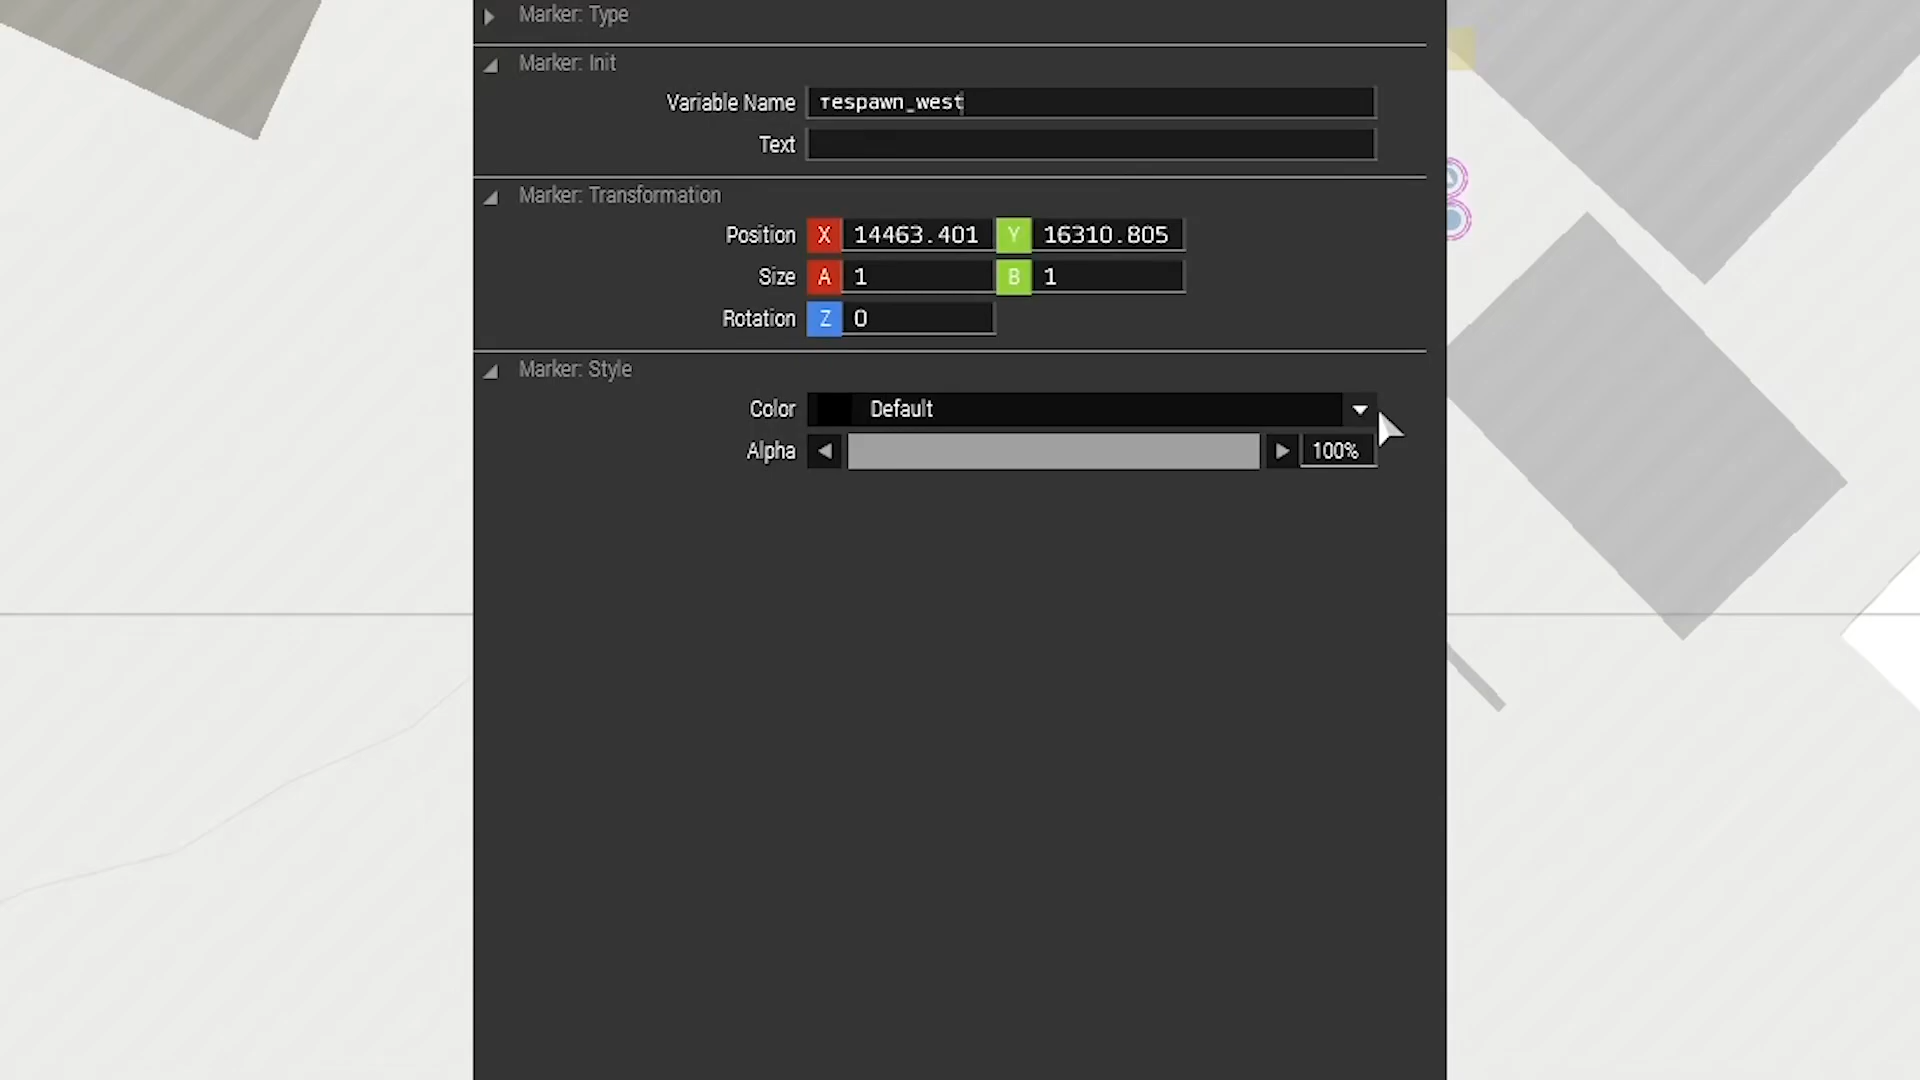 Marker: Type
Marker: Init
Variable Name respawn_west
Text
Marker: Transformation
Position X 14463.401 Y 16310.805
Size A 1 B 1
Rotation Z 0
Marker: Style
Color Default
Alpha 100%